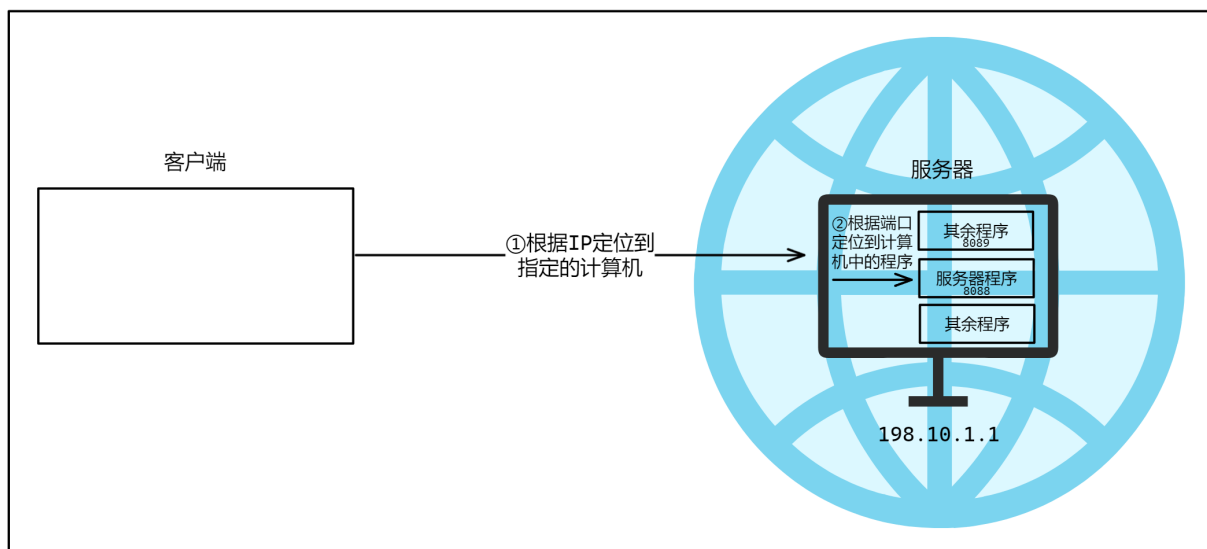 客户端
①根据IP定位到
指定的计算机
服务器
②根据端口
定位到计算
机中的程序
其余程序
8089
服务器程序
8088
其余程序
198.10.1.1